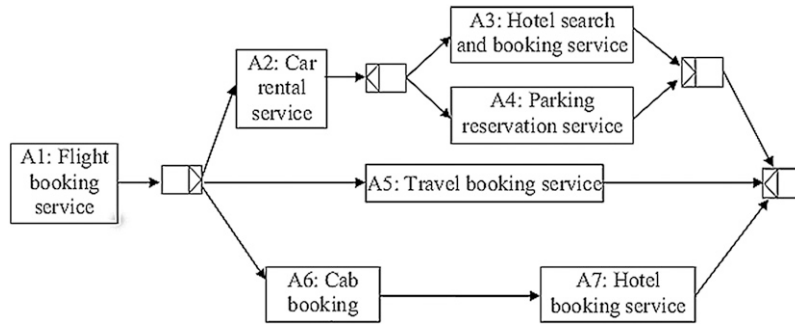 A1: Flight
booking
service
A2: Car
rental
service
A3: Hotel search
and booking service
A4: Parking
reservation service
A5: Travel booking service
A6: Cab
booking
A7: Hotel
booking service